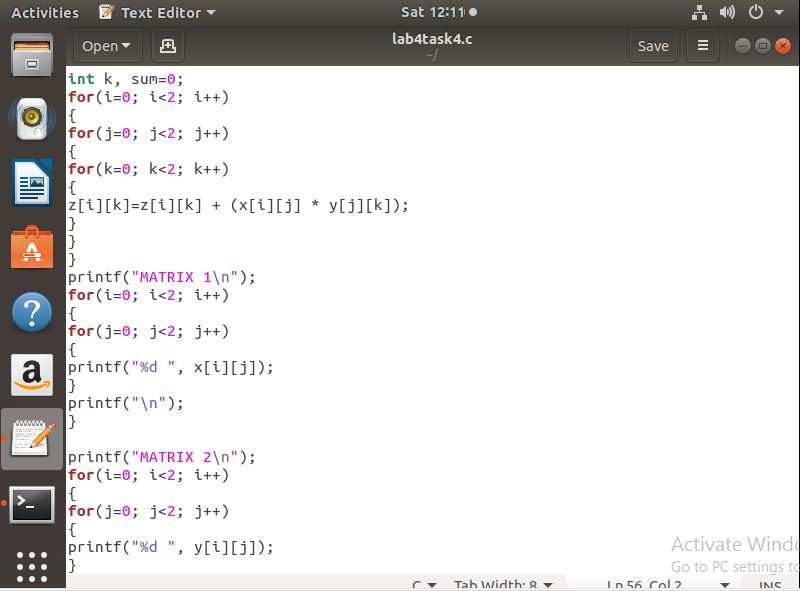 Activities Text Editor Sat 12:11
Open lab4task4.c Save
~/
int k, sum=0;
for(i=0; i<2; i++)
{
for(j=0; j<2; j++)
{
for(k=0; k<2; k++)
{
z[i][k]=z[i][k] + (x[i][j] * y[j][k]);
}
}
}
printf("MATRIX 1\n");
for(i=0; i<2; i++)
{
for(j=0; j<2; j++)
{
printf("%d ", x[i][j]);
}
printf("\n");
}
printf("MATRIX 2\n");
for(i=0; i<2; i++)
{
for(j=0; j<2; j++)
{
printf("%d ", y[i][j]);
}
Activate Windo
Go to PC settings to
C Tab Width: 8 Ln 56, Col 2 INS
a